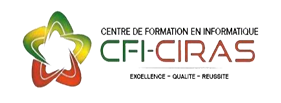 CENTRE DE FORMATION EN INFORMATIQUE
CFI-CIRAS
EXCELLENCE - QUALITE - REUSSITE